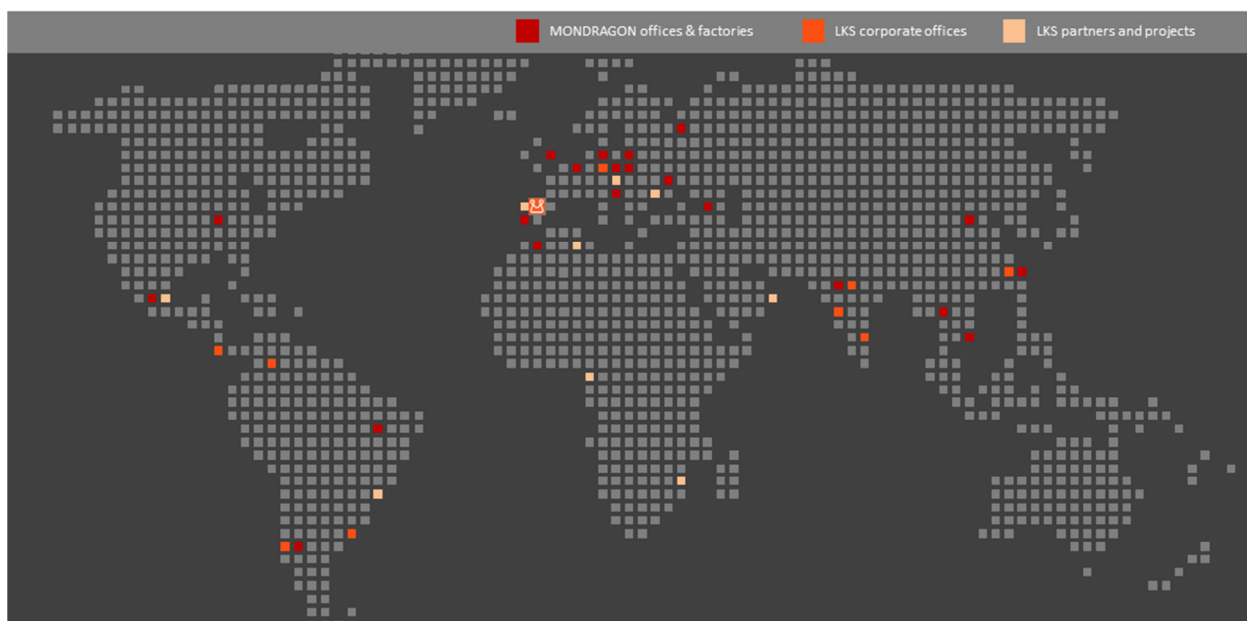 MONDRAGON offices & factories
LKS corporate offices
LKS partners and projects